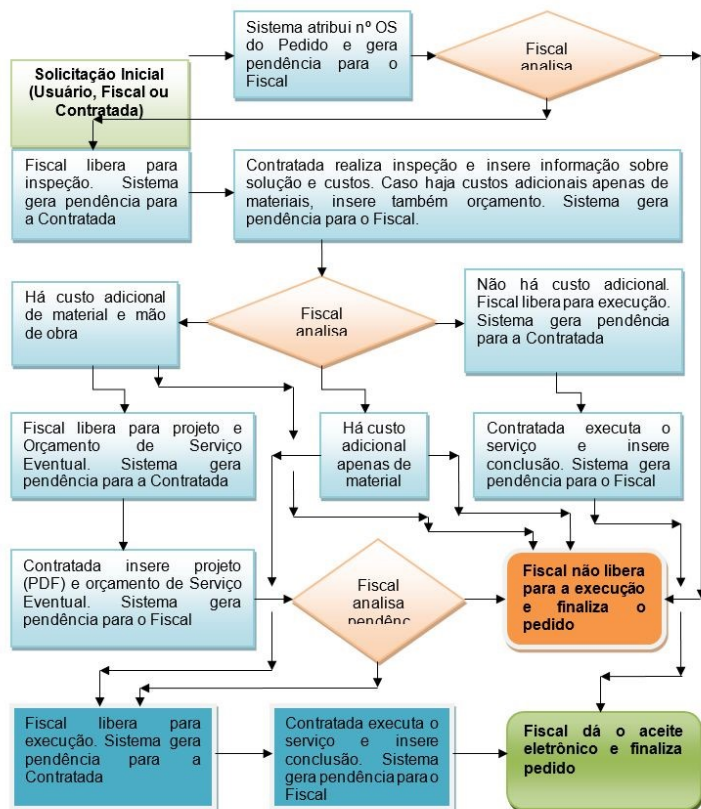 Sistema atribui nº OS
do Pedido e gera
pendência para o
Fiscal
Fiscal
analisa
Solicitação Inicial
(Usuário, Fiscal ou
Contratada)
Fiscal libera para
inspeção. Sistema
gera pendência para
a Contratada
Contratada realiza inspeção e insere informação sobre
solução e custos. Caso haja custos adicionais apenas de
materiais, insere também orçamento. Sistema gera
pendência para o Fiscal.
Há custo adicional
de material e mão
de obra
Fiscal
analisa
Não há custo adicional.
Fiscal libera para execução.
Sistema gera pendência
para a Contratada
Fiscal libera para projeto e
Orçamento de Serviço
Eventual. Sistema gera
pendência para a Contratada
Há custo
adicional
apenas de
material
Contratada executa o
serviço e insere
conclusão. Sistema gera
pendência para o Fiscal
Contratada insere projeto
(PDF) e orçamento de Serviço
Eventual. Sistema gera
pendência para o Fiscal
Fiscal
analisa
pendênc
Fiscal não libera
para a execução
e finaliza o
pedido
Fiscal libera para
execução. Sistema gera
pendência para a
Contratada
Contratada executa o
serviço e insere
conclusão. Sistema
gera pendência para o
Fiscal
Fiscal dá o aceite
eletrônico e finaliza
pedido